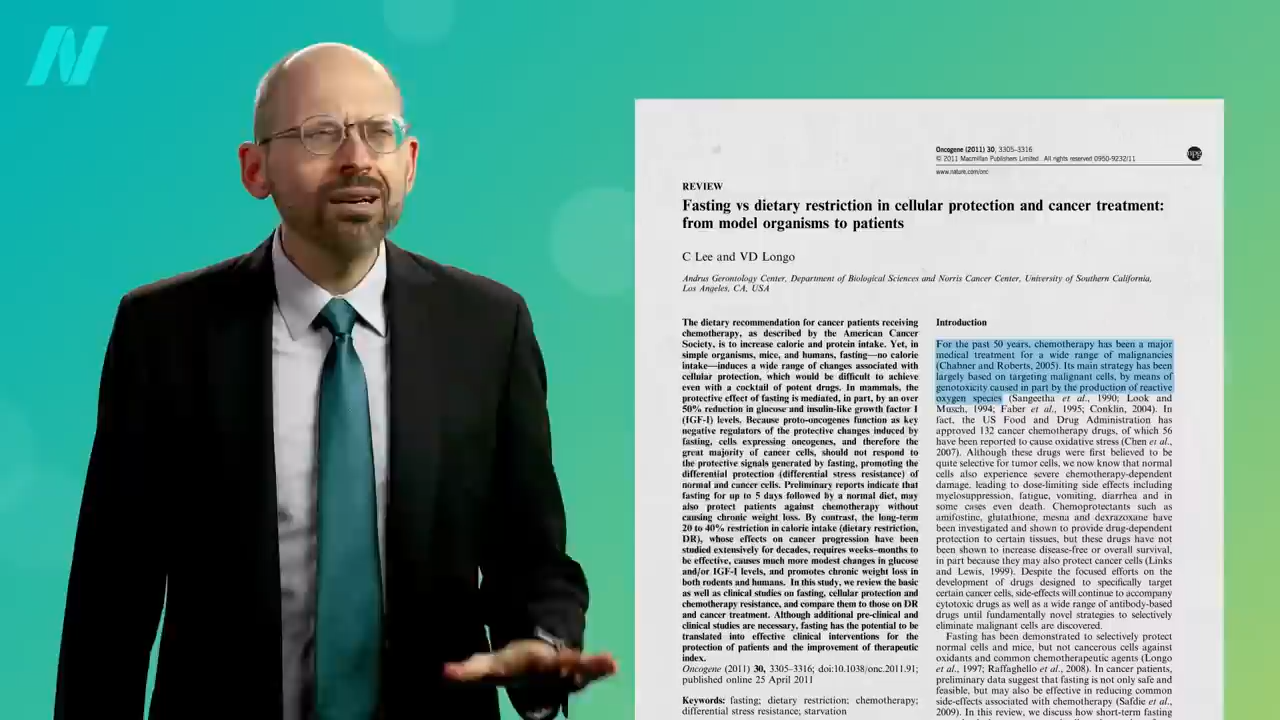 N
Oncogene (2011) 30, 3305–3316
© 2011 Macmillan Publishers Limited All rights reserved 0950-9232/11
npg
www.nature.com/onc
REVIEW
Fasting vs dietary restriction in cellular protection and cancer treatment:
from model organisms to patients
C Lee and VD Longo
Andrus Gerontology Center, Department of Biological Sciences and Norris Cancer Center, University of Southern California,
Los Angeles, CA, USA
The dietary recommendation for cancer patients receiving
chemotherapy, as described by the American Cancer
Society, is to increase calorie and protein intake. Yet, in
simple organisms, mice, and humans, fasting—no calorie
intake—induces a wide range of changes associated with
cellular protection, which would be difficult to achieve
even with a cocktail of potent drugs. In mammals, the
protective effect of fasting is mediated, in part, by an over
50% reduction in glucose and insulin-like growth factor I
(IGF-I) levels. Because proto-oncogenes function as key
negative regulators of the protective changes induced by
fasting, cells expressing oncogenes, and therefore the
great majority of cancer cells, should not respond to
the protective signals generated by fasting, promoting the
differential protection (differential stress resistance) of
normal and cancer cells. Preliminary reports indicate that
fasting for up to 5 days followed by a normal diet, may
also protect patients against chemotherapy without
causing chronic weight loss. By contrast, the long-term
20 to 40% restriction in calorie intake (dietary restriction,
DR), whose effects on cancer progression have been
studied extensively for decades, requires weeks–months to
be effective, causes much more modest changes in glucose
and/or IGF-I levels, and promotes chronic weight loss in
both rodents and humans. In this study, we review the basic
as well as clinical studies on fasting, cellular protection and
chemotherapy resistance, and compare them to those on DR
and cancer treatment. Although additional pre-clinical and
clinical studies are necessary, fasting has the potential to be
translated into effective clinical interventions for the
protection of patients and the improvement of therapeutic
index.
Oncogene (2011) 30, 3305–3316; doi:10.1038/onc.2011.91;
published online 25 April 2011
Keywords: fasting; dietary restriction; chemotherapy;
differential stress resistance; starvation
Introduction
For the past 50 years, chemotherapy has been a major
medical treatment for a wide range of malignancies
(Chabner and Roberts, 2005). Its main strategy has been
largely based on targeting malignant cells, by means of
genotoxicity caused in part by the production of reactive
oxygen species (Sangeetha et al., 1990; Look and
Musch, 1994; Faber et al., 1995; Conklin, 2004). In
fact, the US Food and Drug Administration has
approved 132 cancer chemotherapy drugs, of which 56
have been reported to cause oxidative stress (Chen et al.,
2007). Although these drugs were first believed to be
quite selective for tumor cells, we now know that normal
cells also experience severe chemotherapy-dependent
damage, leading to dose-limiting side effects including
myelosuppression, fatigue, vomiting, diarrhea and in
some cases even death. Chemoprotectants such as
amifostine, glutathione, mesna and dexrazoxane have
been investigated and shown to provide drug-dependent
protection to certain tissues, but these drugs have not
been shown to increase disease-free or overall survival,
in part because they may also protect cancer cells (Links
and Lewis, 1999). Despite the focused efforts on the
development of drugs designed to specifically target
certain cancer cells, side-effects will continue to accompany
cytotoxic drugs as well as a wide range of antibody-based
drugs until fundamentally novel strategies to selectively
eliminate malignant cells are discovered.
Fasting has been demonstrated to selectively protect
normal cells and mice, but not cancerous cells against
oxidants and common chemotherapeutic agents (Longo
et al., 1997; Raffaghello et al., 2008). In cancer patients,
preliminary data suggest that fasting is not only safe and
feasible, but may also be effective in reducing common
side-effects associated with chemotherapy (Safdie et al.,
2009). In this review, we discuss how short-term fasting